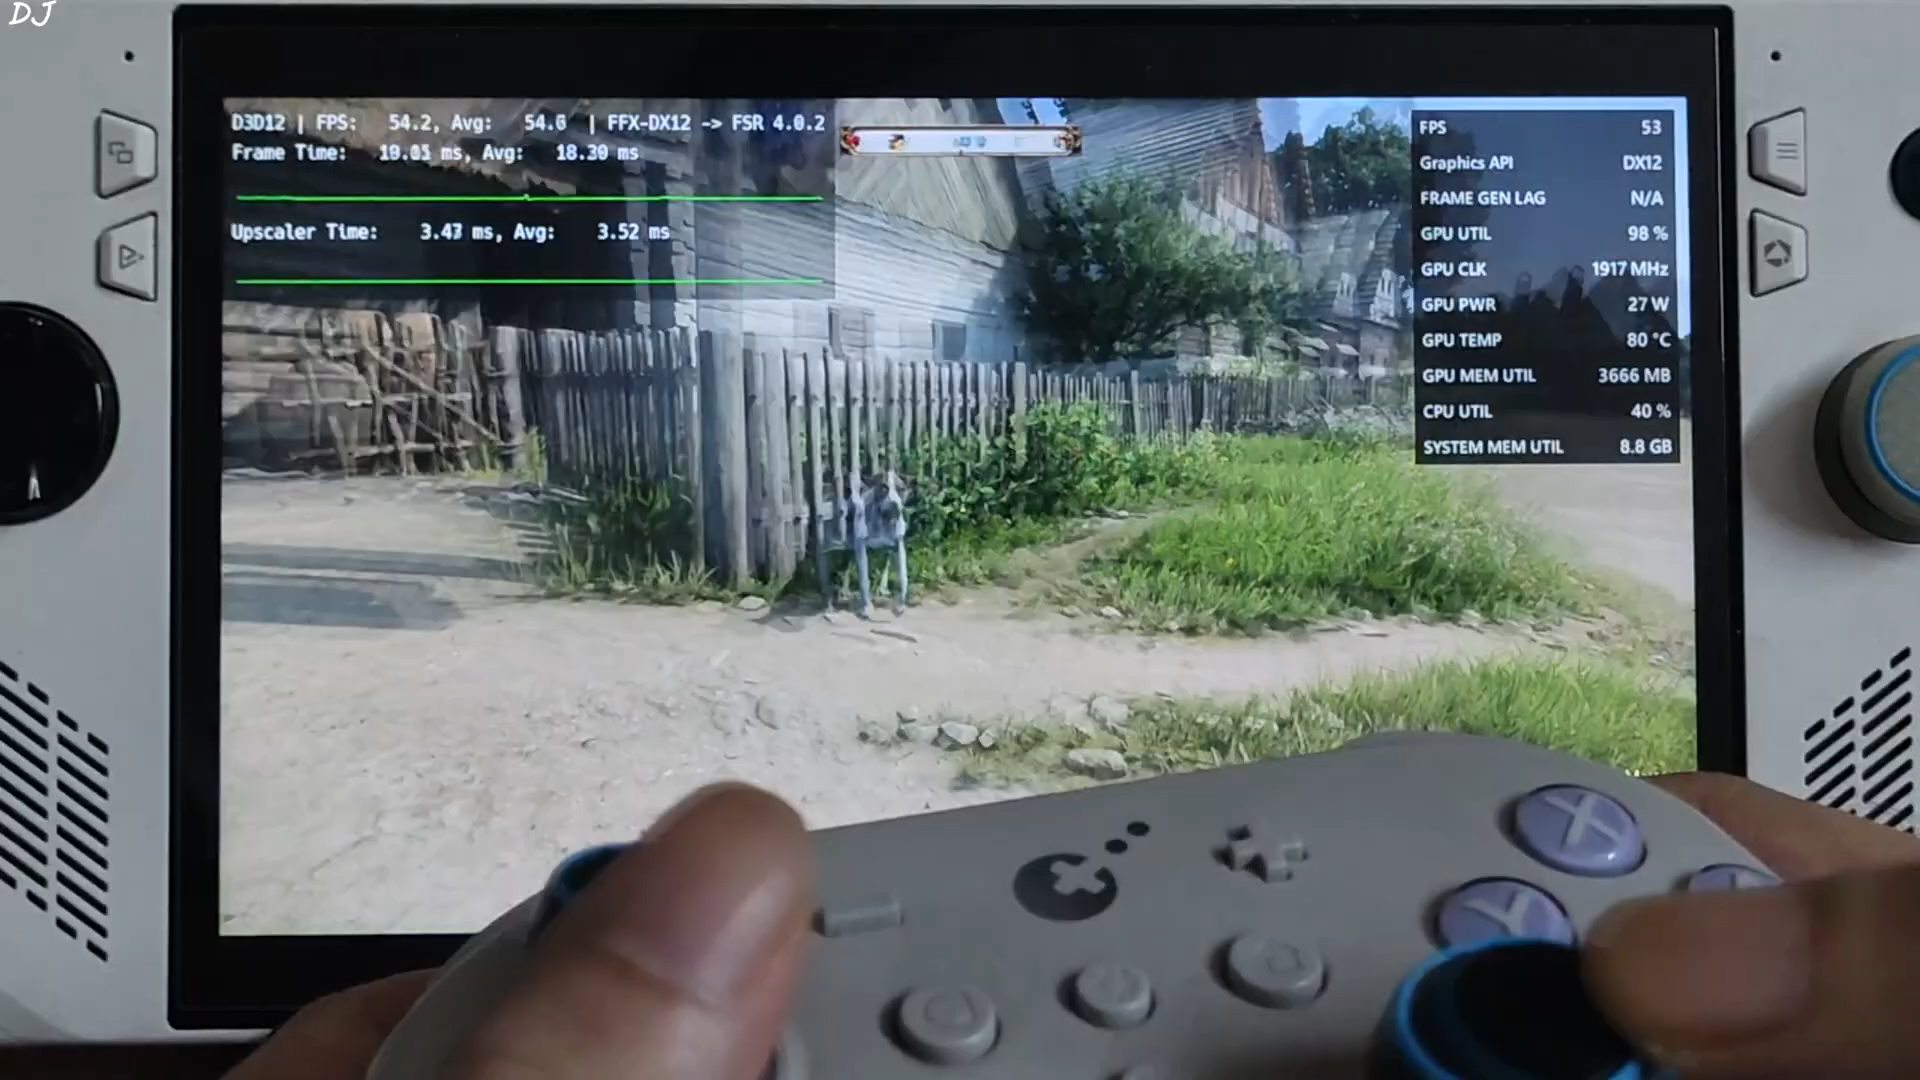 DJ
D3D12 | FPS: 54.2, Avg: 54.6 | FFX-DX12 -> FSR 4.0.2
Frame Time: ms, Avg: 18.30 ms
Upscaler Time: 3.43 ms, Avg: 3.52 ms
FPS 53
Graphics API DX12
FRAME GEN LAG N/A
GPU UTIL 98 %
GPU CLK 1917 MHz
GPU PWR 27 W
GPU TEMP 80 °C
GPU MEM UTIL 3666 MB
CPU UTIL 40 %
SYSTEM MEM UTIL 8.8 GB
X
Y